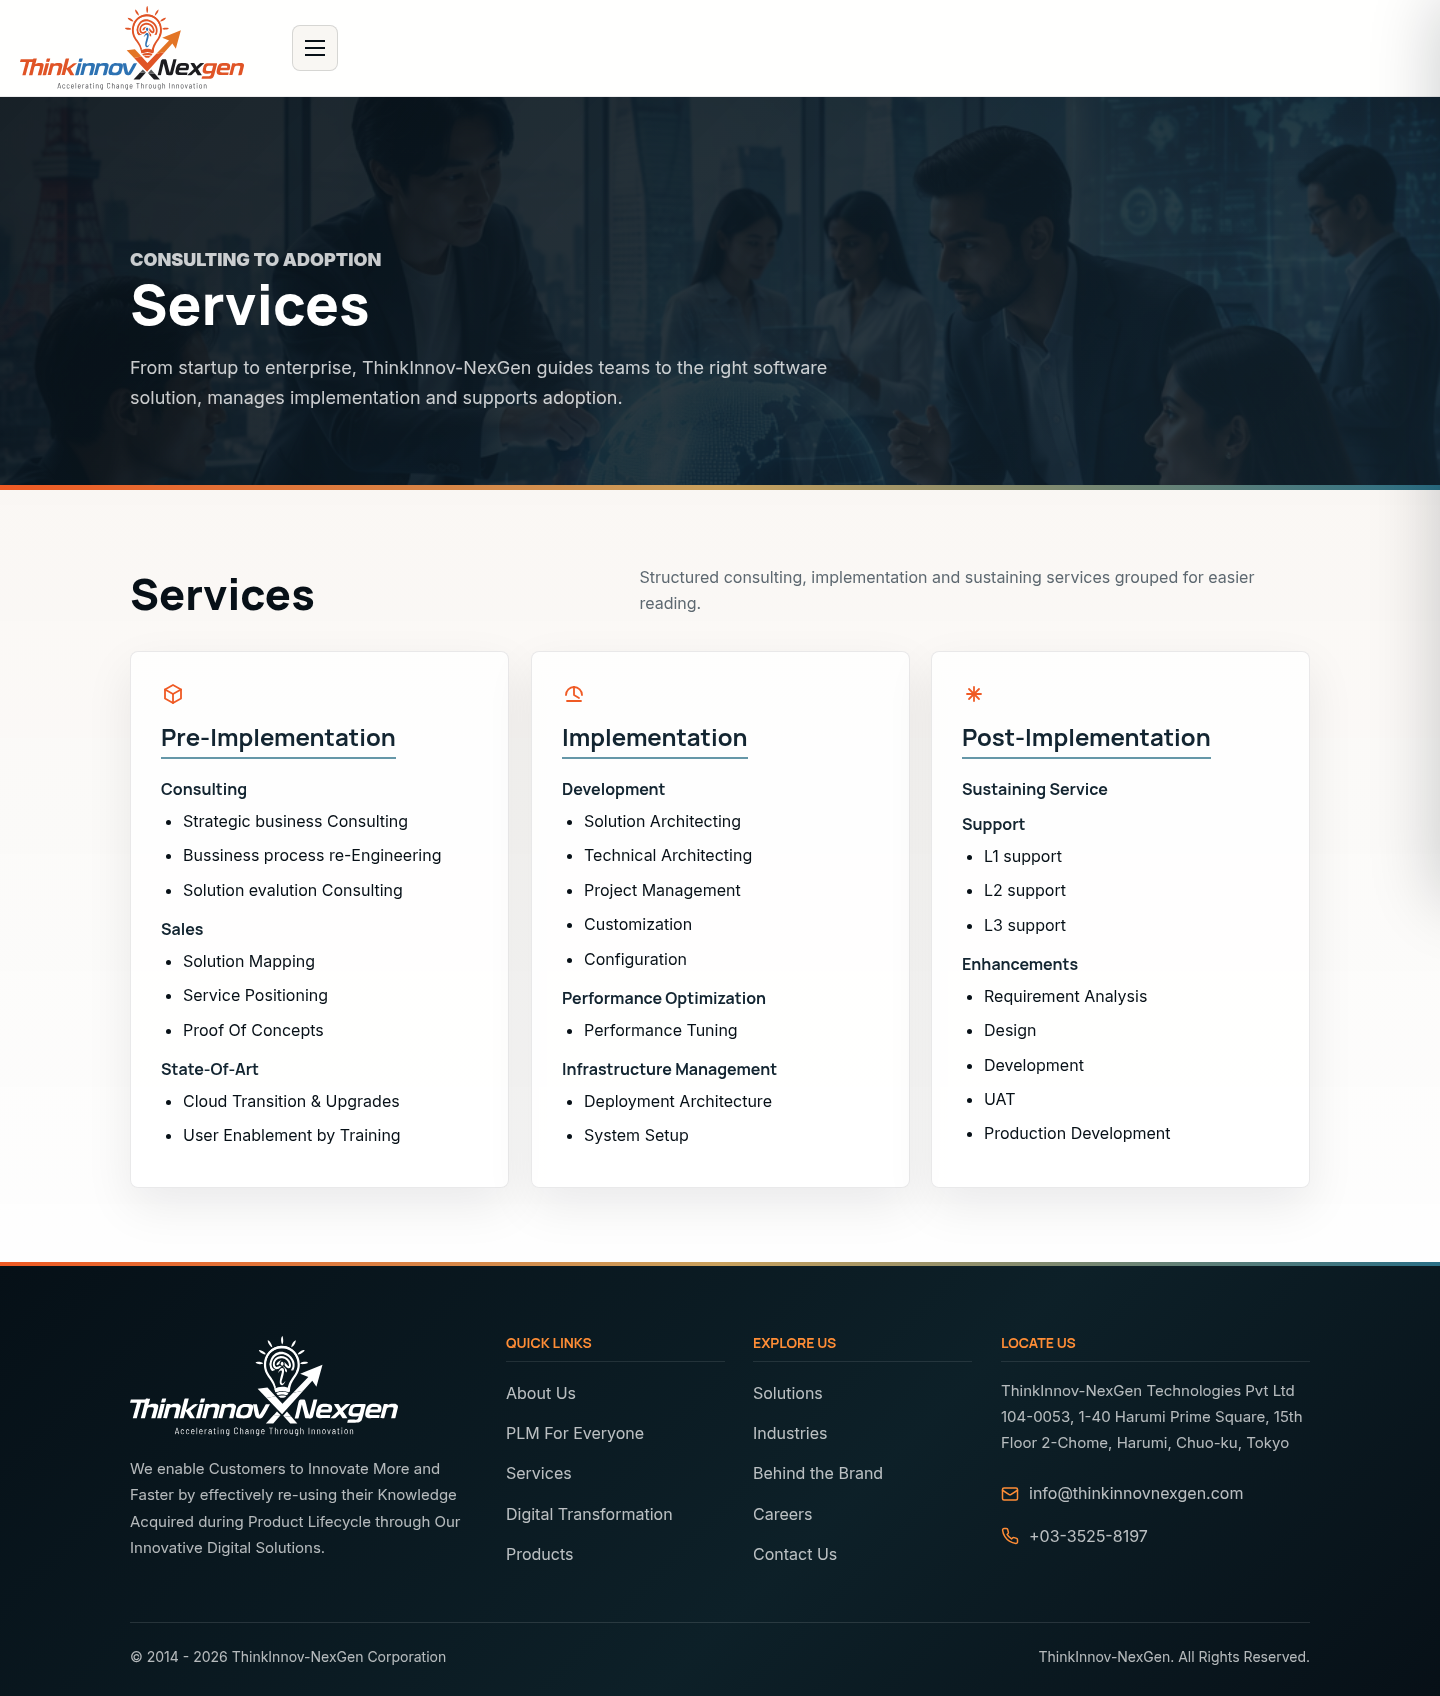 Thinkinnov Nexgen
Accelerating Change Through Innovation
CONSULTING TO ADOPTION
Services
From startup to enterprise, ThinkInnov-NexGen guides teams to the right software
solution, manages implementation and supports adoption.
Services
Structured consulting, implementation and sustaining services grouped for easier
reading.
Pre-Implementation
Consulting
Strategic business Consulting
Bussiness process re-Engineering
Solution evalution Consulting
Sales
Solution Mapping
Service Positioning
Proof Of Concepts
State-Of-Art
Cloud Transition & Upgrades
User Enablement by Training
Implementation
Development
Solution Architecting
Technical Architecting
Project Management
Customization
Configuration
Performance Optimization
Performance Tuning
Infrastructure Management
Deployment Architecture
System Setup
Post-Implementation
Sustaining Service
Support
L1 support
L2 support
L3 support
Enhancements
Requirement Analysis
Design
Development
UAT
Production Development
Thinkinnov Nexgen
Accelerating Change Through Innovation
We enable Customers to Innovate More and
Faster by effectively re-using their Knowledge
Acquired during Product Lifecycle through Our
Innovative Digital Solutions.
QUICK LINKS
About Us
PLM For Everyone
Services
Digital Transformation
Products
EXPLORE US
Solutions
Industries
Behind the Brand
Careers
Contact Us
LOCATE US
ThinkInnov-NexGen Technologies Pvt Ltd
104-0053, 1-40 Harumi Prime Square, 15th
Floor 2-Chome, Harumi, Chuo-ku, Tokyo
info@thinkinnovnexgen.com
+03-3525-8197
© 2014 - 2026 ThinkInnov-NexGen Corporation
ThinkInnov-NexGen. All Rights Reserved.